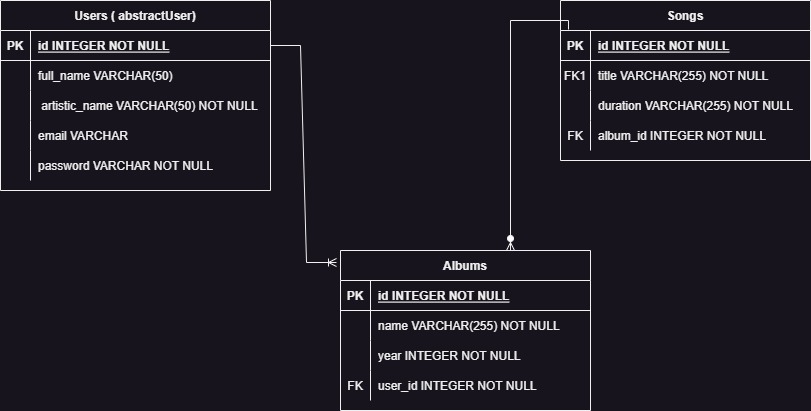 Users ( abstractUser)
PK id INTEGER NOT NULL
full_name VARCHAR(50)
artistic_name VARCHAR(50) NOT NULL
email VARCHAR
password VARCHAR NOT NULL
Songs
PK id INTEGER NOT NULL
FK1 title VARCHAR(255) NOT NULL
duration VARCHAR(255) NOT NULL
FK album_id INTEGER NOT NULL
Albums
PK id INTEGER NOT NULL
name VARCHAR(255) NOT NULL
year INTEGER NOT NULL
FK user_id INTEGER NOT NULL